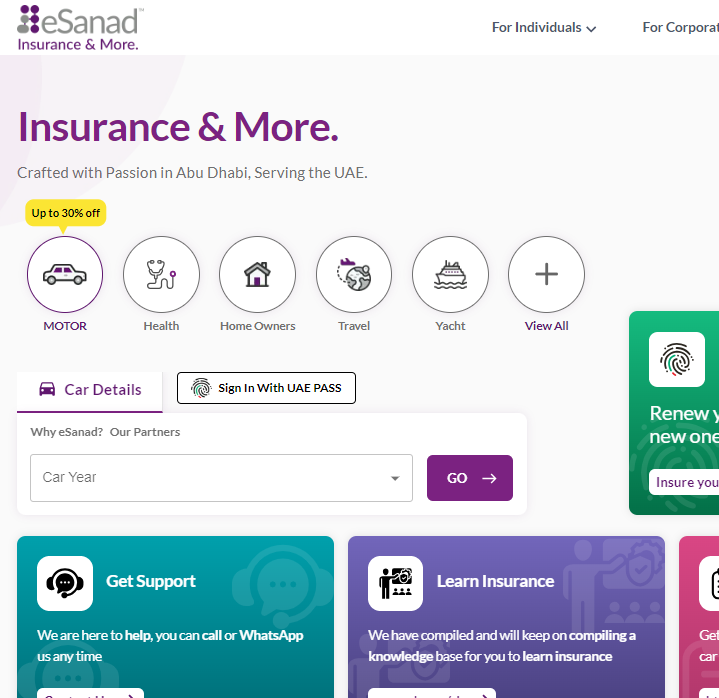 eSanad™
Insurance & More.
For Individuals
For Corporat
Insurance & More.
Crafted with Passion in Abu Dhabi, Serving the UAE.
Up to 30% off
MOTOR
Health
Home Owners
Travel
Yacht
View All
Car Details
Sign In With UAE PASS
Renew y
new one
Insure you
Why eSanad? Our Partners
Car Year
GO
Get Support
We are here to help, you can call or WhatsApp
us any time
Learn Insurance
We have compiled and will keep on compiling a
knowledge base for you to learn insurance
Get
car